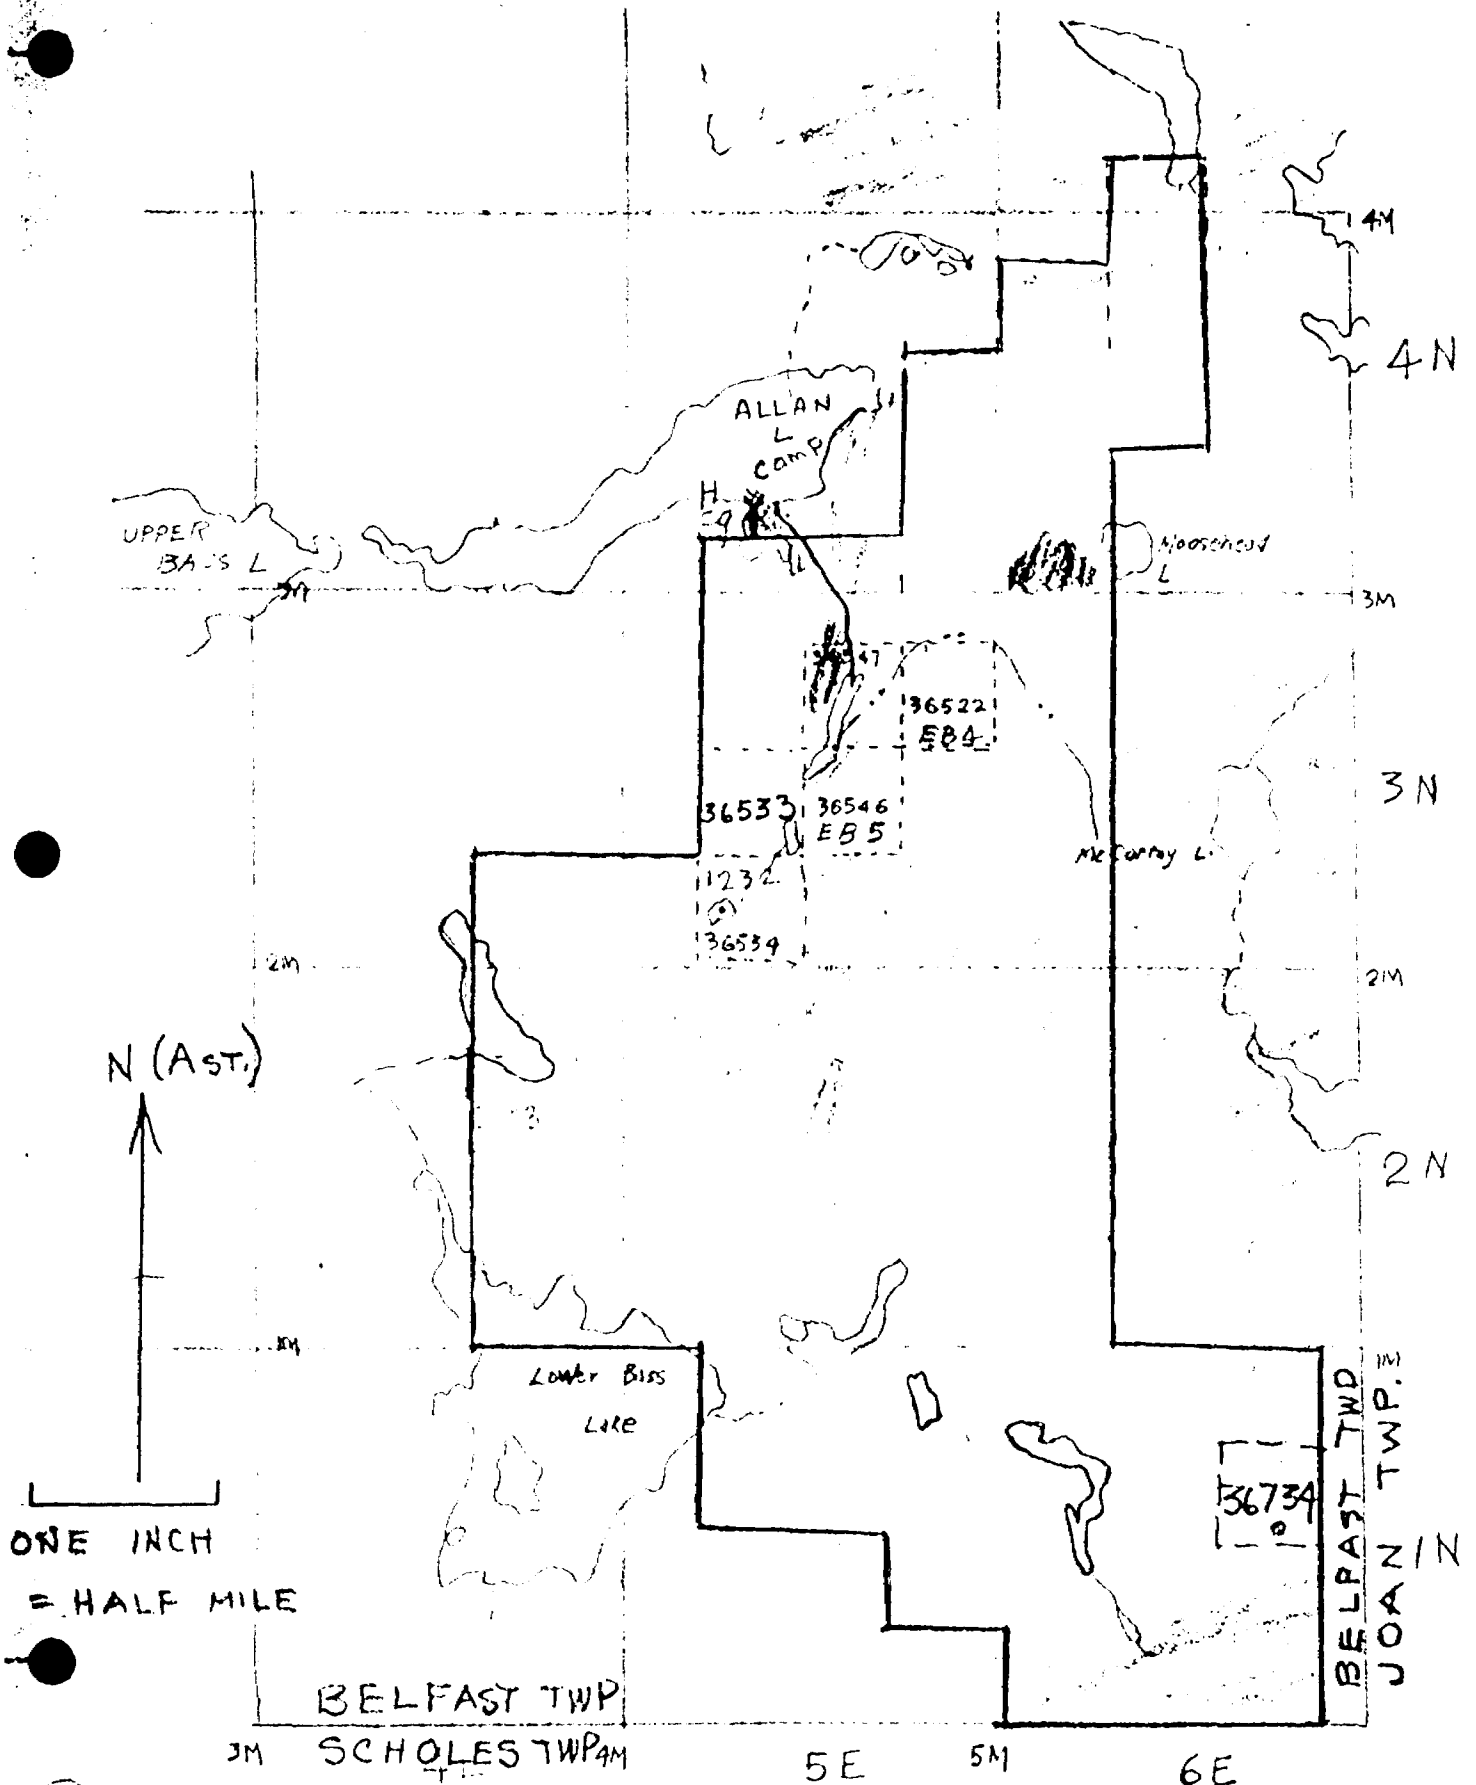 4M
4N
ALLAN
L
camp
H
UPPER
L
Moosehead
L
3M
3M
36522
EB4
3N
36533
36546
EB5
McCarthy L.
1232
36534
2M
2M
N (AST.)
2N
1M
Lower Bass
Lake
1M
36734
BELFAST TWP
JOAN TWP.
1N
ONE INCH
= HALF MILE
BELFAST TWP
3M
SCHOLES TWP
4M
5E
5M
6E